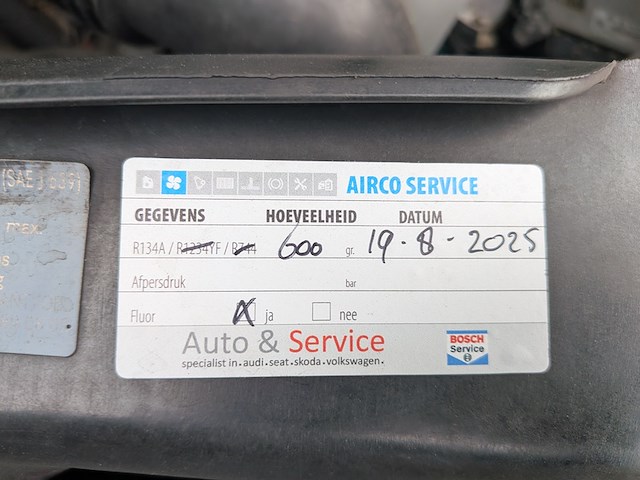 (SAE J 639)
max.
AIRCO SERVICE
GEGEVENS HOEVEELHEID DATUM
R134A / R1234YF / R744 600 gr. 19-8-2025
Afpersdruk bar
Fluor X ja nee
Auto & Service
specialist in • audi • seat • skoda • volkswagen •
BOSCH
Service